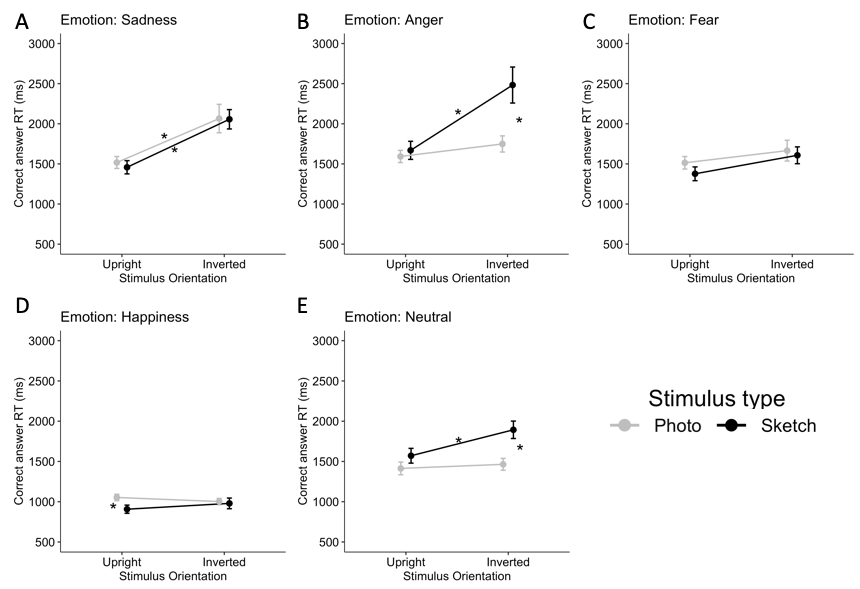 A
Emotion: Sadness
3000
2500
2000
1500
1000
500
Correct answer RT (ms)
*
*
Upright
Inverted
Stimulus Orientation
B
Emotion: Anger
3000
2500
2000
1500
1000
500
Correct answer RT (ms)
*
*
Upright
Inverted
Stimulus Orientation
C
Emotion: Fear
3000
2500
2000
1500
1000
500
Correct answer RT (ms)
Upright
Inverted
Stimulus Orientation
D
Emotion: Happiness
3000
2500
2000
1500
1000
500
Correct answer RT (ms)
*
Upright
Inverted
Stimulus Orientation
E
Emotion: Neutral
3000
2500
2000
1500
1000
500
Correct answer RT (ms)
*
*
Upright
Inverted
Stimulus Orientation
Stimulus type
Photo Sketch